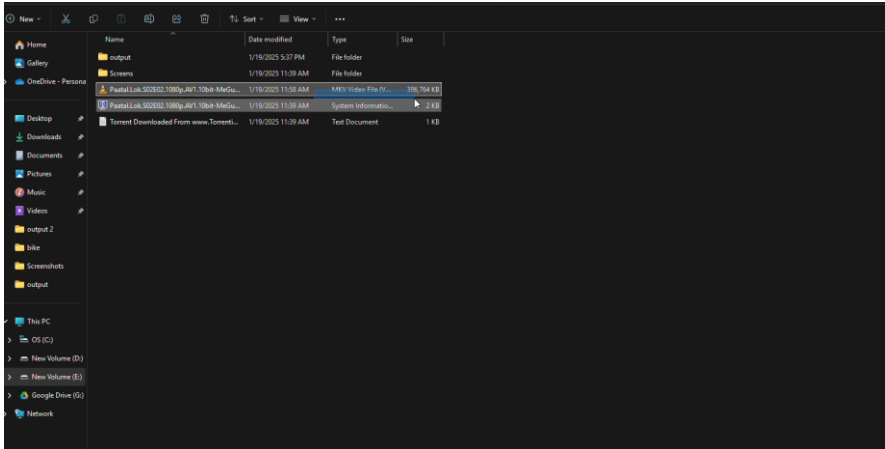 New Sort View ...
Name Date modified Type Size
Home
Gallery
OneDrive - Persona
Desktop
Downloads
Documents
Pictures
Music
Videos
output 2
bike
Screenshots
output
This PC
OS (C:)
New Volume (D:)
New Volume (E:)
Google Drive (G:)
Network
output 1/19/2025 5:37 PM File folder
Screens 1/19/2025 11:39 AM File folder
Paatal.Lok.S02E02.1080p.AV1.10bit-MeGu... 1/19/2025 11:58 AM MKV Video File (V... 396,764 KB
Paatal.Lok.S02E02.1080p.AV1.10bit-MeGu... 1/19/2025 11:39 AM System Informatio... 2 KB
Torrent Downloaded From www.Torrenti... 1/19/2025 11:39 AM Text Document 1 KB